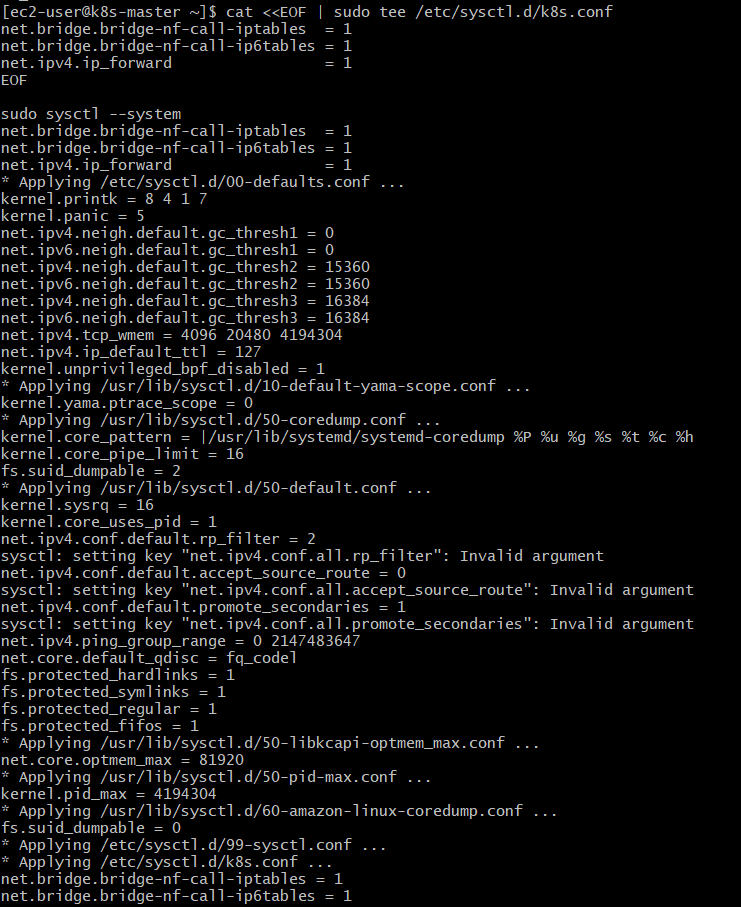 [ec2-user@k8s-master ~]$ cat <<EOF | sudo tee /etc/sysctl.d/k8s.conf
net.bridge.bridge-nf-call-iptables  = 1
net.bridge.bridge-nf-call-ip6tables = 1
net.ipv4.ip_forward                 = 1
EOF

sudo sysctl --system
net.bridge.bridge-nf-call-iptables  = 1
net.bridge.bridge-nf-call-ip6tables = 1
net.ipv4.ip_forward                 = 1
* Applying /etc/sysctl.d/00-defaults.conf ...
kernel.printk = 8 4 1 7
kernel.panic = 5
net.ipv4.neigh.default.gc_thresh1 = 0
net.ipv6.neigh.default.gc_thresh1 = 0
net.ipv4.neigh.default.gc_thresh2 = 15360
net.ipv6.neigh.default.gc_thresh2 = 15360
net.ipv4.neigh.default.gc_thresh3 = 16384
net.ipv6.neigh.default.gc_thresh3 = 16384
net.ipv4.tcp_wmem = 4096 20480 4194304
net.ipv4.ip_default_ttl = 127
kernel.unprivileged_bpf_disabled = 1
* Applying /usr/lib/sysctl.d/10-default-yama-scope.conf ...
kernel.yama.ptrace_scope = 0
* Applying /usr/lib/sysctl.d/50-coredump.conf ...
kernel.core_pattern = |/usr/lib/systemd/systemd-coredump %P %u %g %s %t %c %h
kernel.core_pipe_limit = 16
fs.suid_dumpable = 2
* Applying /usr/lib/sysctl.d/50-default.conf ...
kernel.sysrq = 16
kernel.core_uses_pid = 1
net.ipv4.conf.default.rp_filter = 2
sysctl: setting key "net.ipv4.conf.all.rp_filter": Invalid argument
net.ipv4.conf.default.accept_source_route = 0
sysctl: setting key "net.ipv4.conf.all.accept_source_route": Invalid argument
net.ipv4.conf.default.promote_secondaries = 1
sysctl: setting key "net.ipv4.conf.all.promote_secondaries": Invalid argument
net.ipv4.ping_group_range = 0 2147483647
net.core.default_qdisc = fq_codel
fs.protected_hardlinks = 1
fs.protected_symlinks = 1
fs.protected_regular = 1
fs.protected_fifos = 1
* Applying /usr/lib/sysctl.d/50-libkcapi-optmem_max.conf ...
net.core.optmem_max = 81920
* Applying /usr/lib/sysctl.d/50-pid-max.conf ...
kernel.pid_max = 4194304
* Applying /usr/lib/sysctl.d/60-amazon-linux-coredump.conf ...
fs.suid_dumpable = 0
* Applying /etc/sysctl.d/99-sysctl.conf ...
* Applying /etc/sysctl.d/k8s.conf ...
net.bridge.bridge-nf-call-iptables = 1
net.bridge.bridge-nf-call-ip6tables = 1